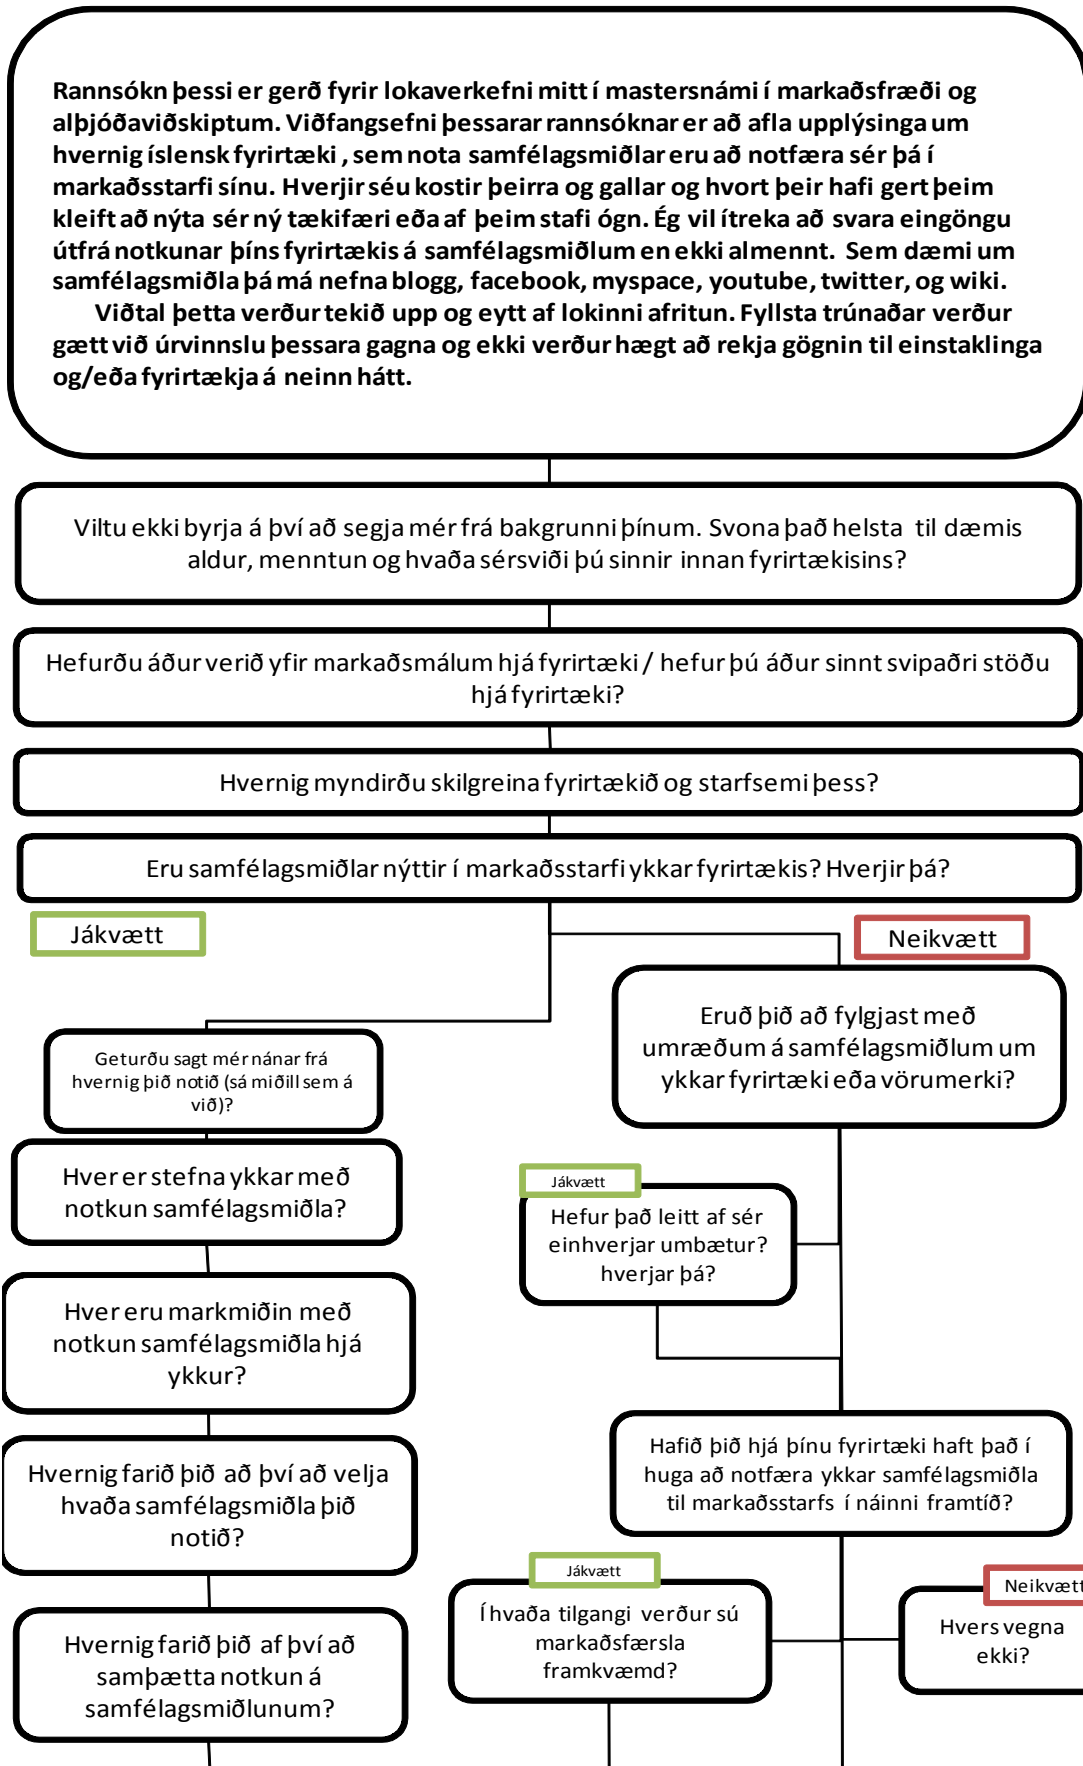 Rannsókn þessi er gerð fyrir lokaverkefni mitt í mastersnámi í markaðsfræði og
alþjóðaviðskiptum. Viðfangsefni þessarar rannsóknar er að afla upplýsinga um
hvernig íslensk fyrirtæki , sem nota samfélagsmiðlar eru að notfæra sér þá í
markaðsstarfi sínu. Hverjir séu kostir þeirra og gallar og hvort þeir hafi gert þeim
kleift að nýta sér ný tækifæri eða af þeim stafi ógn. Ég vil ítreka að svara eingöngu
útfrá notkunar þíns fyrirtækis á samfélagsmiðlum en ekki almennt. Sem dæmi um
samfélagsmiðla þá má nefna blogg, facebook, myspace, youtube, twitter, og wiki.
Viðtal þetta verður tekið upp og eytt af lokinni afritun. Fyllsta trúnaðar verður
gætt við úrvinnslu þessara gagna og ekki verður hægt að rekja gögnin til einstaklinga
og/eða fyrirtækja á neinn hátt.
Viltu ekki byrja á því að segja mér frá bakgrunni þínum. Svona það helsta til dæmis
aldur, menntun og hvaða sérsviði þú sinnir innan fyrirtækisins?
Hefurðu áður verið yfir markaðsmálum hjá fyrirtæki / hefur þú áður sinnt svipaðri stöðu
hjá fyrirtæki?
Hvernig myndirðu skilgreina fyrirtækið og starfsemi þess?
Eru samfélagsmiðlar nýttir í markaðsstarfi ykkar fyrirtækis? Hverjir þá?
Jákvætt
Geturðu sagt mér nánar frá
hvernig þið notið (sá miðill sem á
við)?
Hver er stefna ykkar með
notkun samfélagsmiðla?
Hver eru markmiðin með
notkun samfélagsmiðla hjá
ykkur?
Hvernig farið þið að því að velja
hvaða samfélagsmiðla þið
notið?
Hvernig farið þið af því að
samþætta notkun á
samfélagsmiðlunum?
Neikvætt
Eruð þið að fylgjast með
umræðum á samfélagsmiðlum um
ykkar fyrirtæki eða vörumerki?
Jákvætt
Hefur það leitt af sér
einhverjar umbætur?
hverjar þá?
Hafið þið hjá þínu fyrirtæki haft það í
huga að notfæra ykkar samfélagsmiðla
til markaðsstarfs í náinni framtíð?
Jákvætt
Í hvaða tilgangi verður sú
markaðsfærsla
framkvæmd?
Neikvætt
Hvers vegna
ekki?